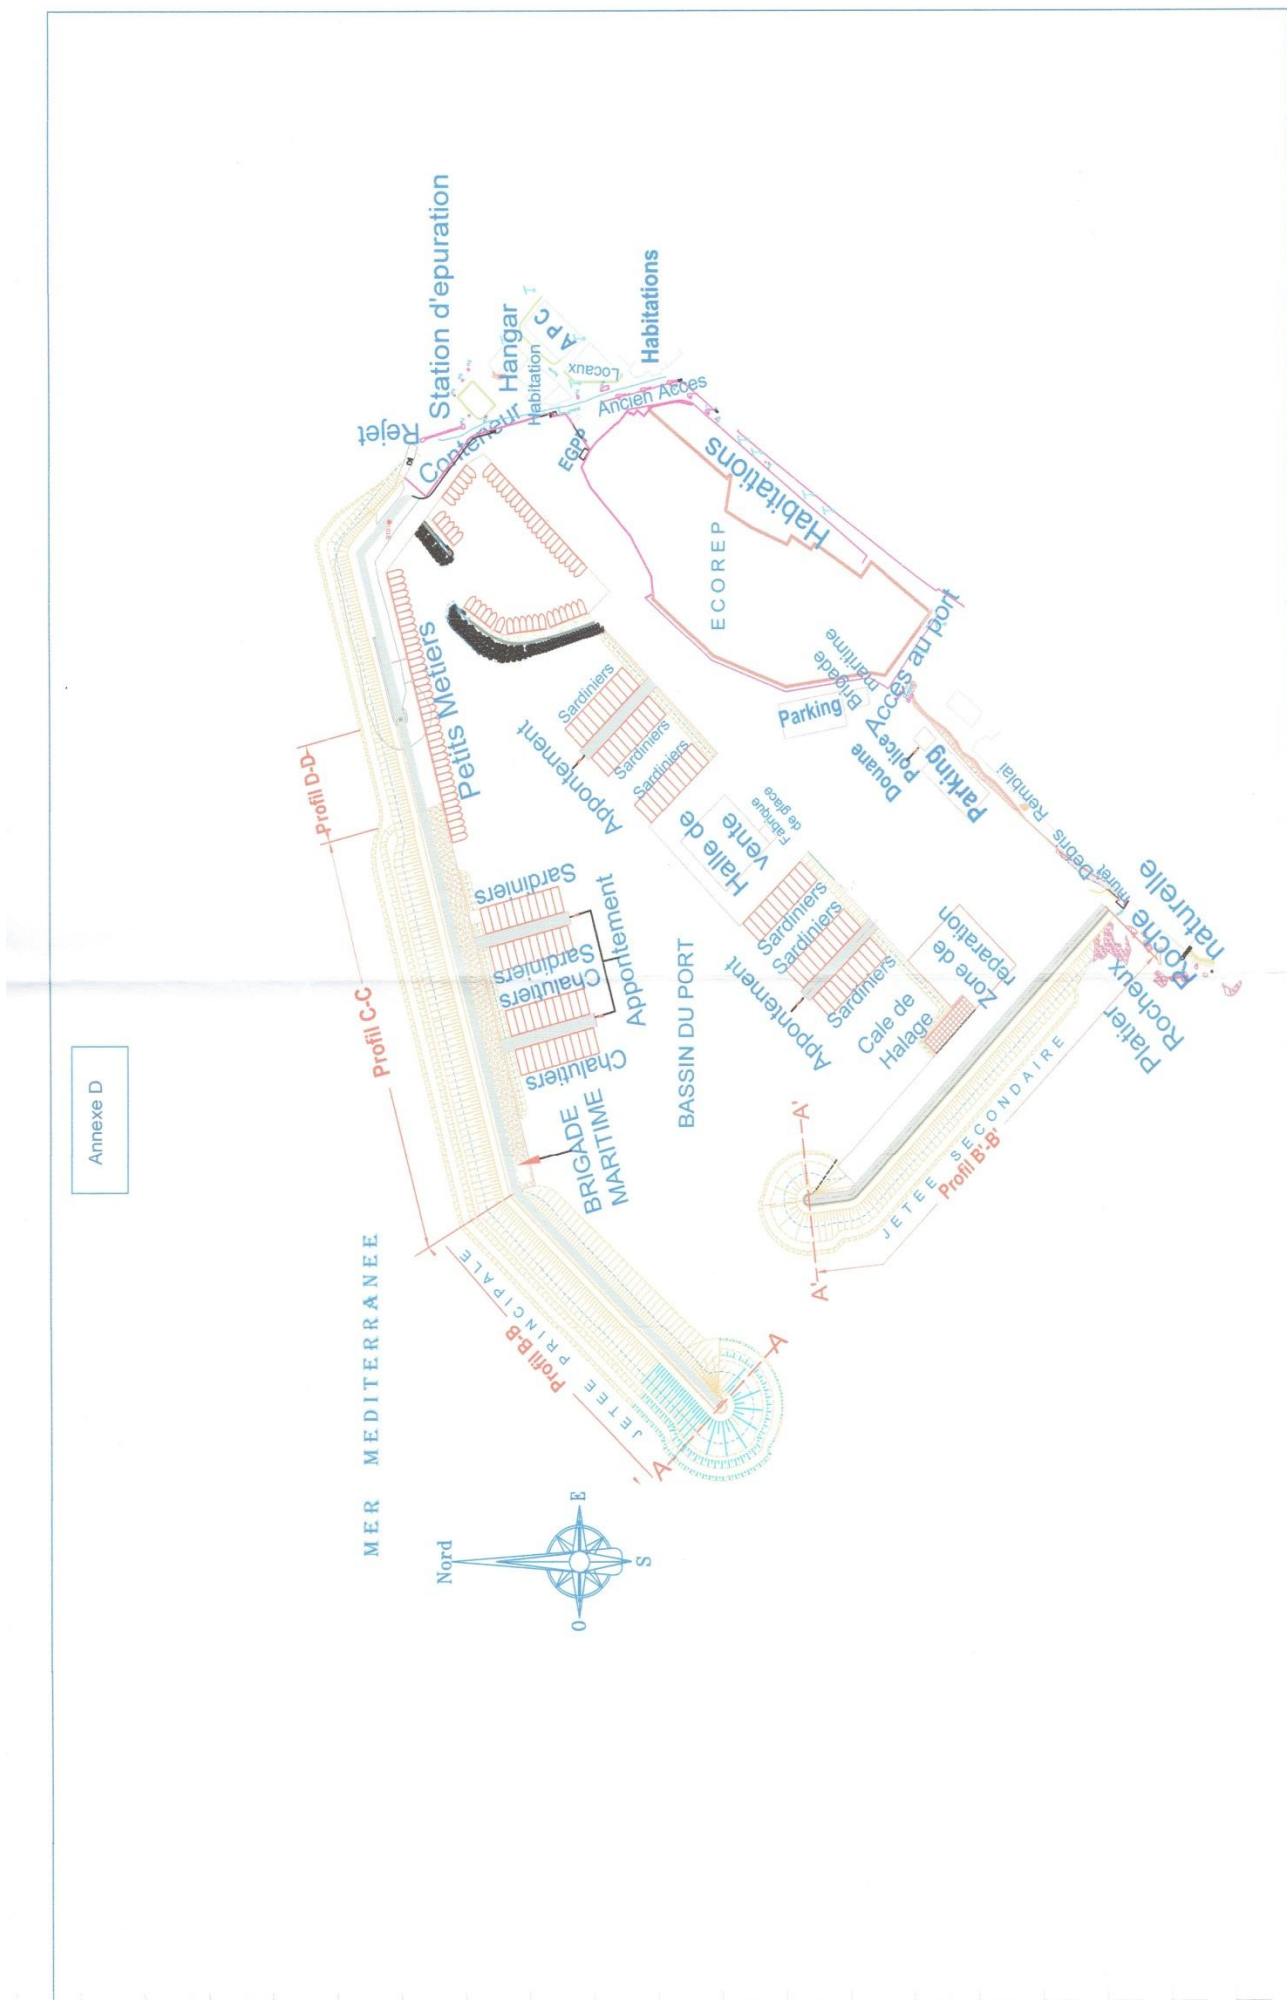 Annexe D
MER MEDITERRANEE
Nord
O
E
S
Profil D-D
Profil C-C
Profil B-B
JETEE PRINCIPALE
A
A
Rejet
Station d'epuration
Conteneur
Hangar
Habitation
APC
Locaux
Habitations
Ancien Acces
EGPP
Habitations
ECOREP
Petits Metiers
Sardiniers
Sardiniers
Chalutiers
Chalutiers
Appontement
BRIGADE
MARITIME
BASSIN DU PORT
Appontement
Sardiniers
Sardiniers
Sardiniers
Halle de
vente
Fabrique
de glace
Sardiniers
Sardiniers
Sardiniers
Appontement
Cale de
Halage
Zone de
reparation
Parking
Brigade
maritime
Acces au port
Douane
Police
Parking
Remblai
Debris
muret
Roche
naturelle
Platier
Rocheux
JETEE SECONDAIRE
Profil B'-B'
A'
A'